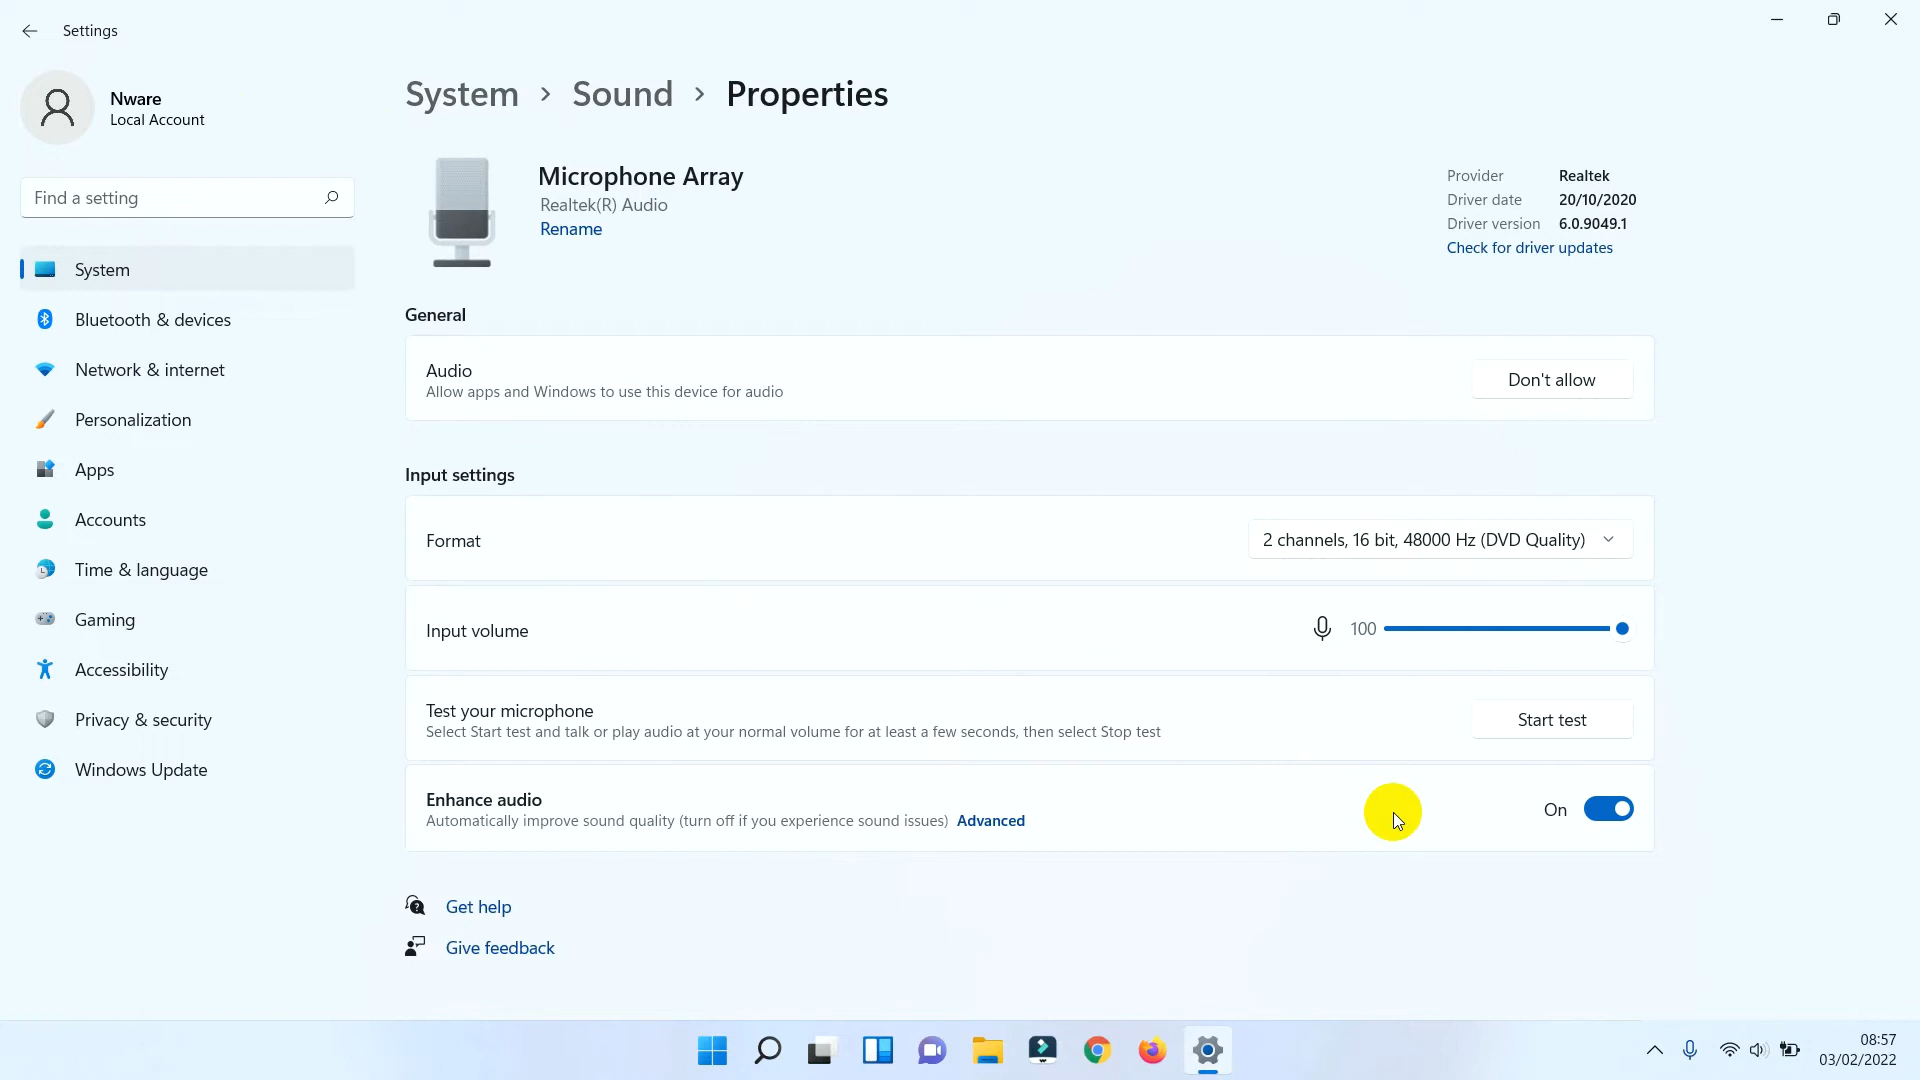 Settings
Nware
Local Account
Find a setting
System
Bluetooth & devices
Network & internet
Personalization
Apps
Accounts
Time & language
Gaming
Accessibility
Privacy & security
Windows Update
System > Sound > Properties
Microphone Array
Realtek(R) Audio
Rename
Provider Realtek
Driver date 20/10/2020
Driver version 6.0.9049.1
Check for driver updates
General
Audio
Allow apps and Windows to use this device for audio
Don't allow
Input settings
Format
2 channels, 16 bit, 48000 Hz (DVD Quality)
Input volume
100
Test your microphone
Select Start test and talk or play audio at your normal volume for at least a few seconds, then select Stop test
Start test
Enhance audio
Automatically improve sound quality (turn off if you experience sound issues) Advanced
On
Get help
Give feedback
08:57
03/02/2022